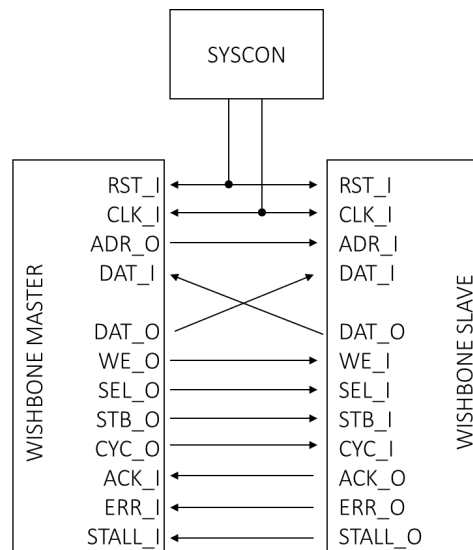 SYSCON
RST_I RST_I
CLK_I CLK_I
ADR_O ADR_I
DAT_I DAT_I
DAT_O DAT_O
WE_O WE_I
SEL_O SEL_I
STB_O STB_I
CYC_O CYC_I
ACK_I ACK_O
ERR_I ERR_O
STALL_I STALL_O
WISHBONE MASTER
WISHBONE SLAVE